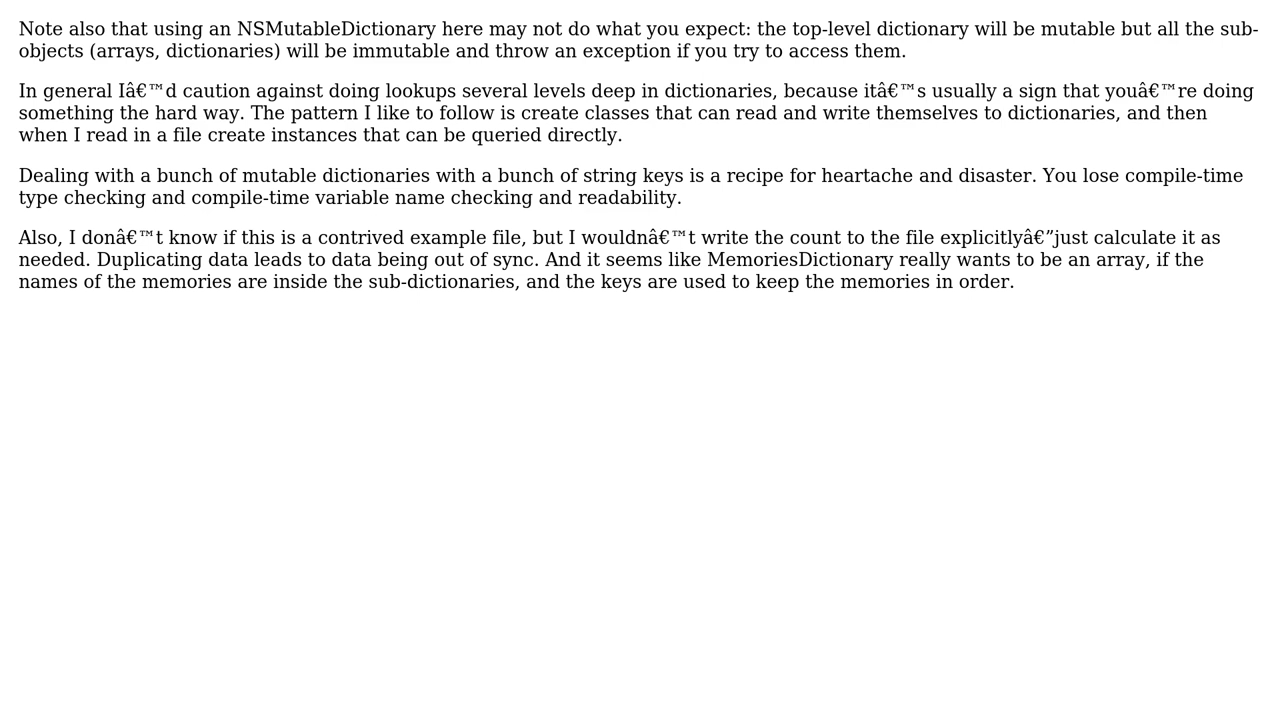 Note also that using an NSMutableDictionary here may not do what you expect: the top-level dictionary will be mutable but all the sub-
objects (arrays, dictionaries) will be immutable and throw an exception if you try to access them.
In general Iâ€™d caution against doing lookups several levels deep in dictionaries, because itâ€™s usually a sign that youâ€™re doing
something the hard way. The pattern I like to follow is create classes that can read and write themselves to dictionaries, and then
when I read in a file create instances that can be queried directly.
Dealing with a bunch of mutable dictionaries with a bunch of string keys is a recipe for heartache and disaster. You lose compile-time
type checking and compile-time variable name checking and readability.
Also, I donâ€™t know if this is a contrived example file, but I wouldnâ€™t write the count to the file explicitlyâ€”just calculate it as
needed. Duplicating data leads to data being out of sync. And it seems like MemoriesDictionary really wants to be an array, if the
names of the memories are inside the sub-dictionaries, and the keys are used to keep the memories in order.